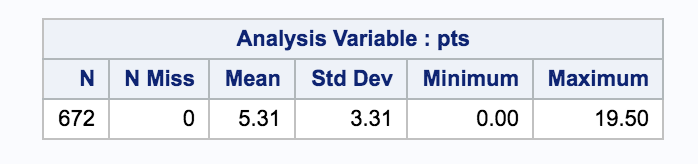 Analysis Variable : pts
N N Miss Mean Std Dev Minimum Maximum
672 0 5.31 3.31 0.00 19.50